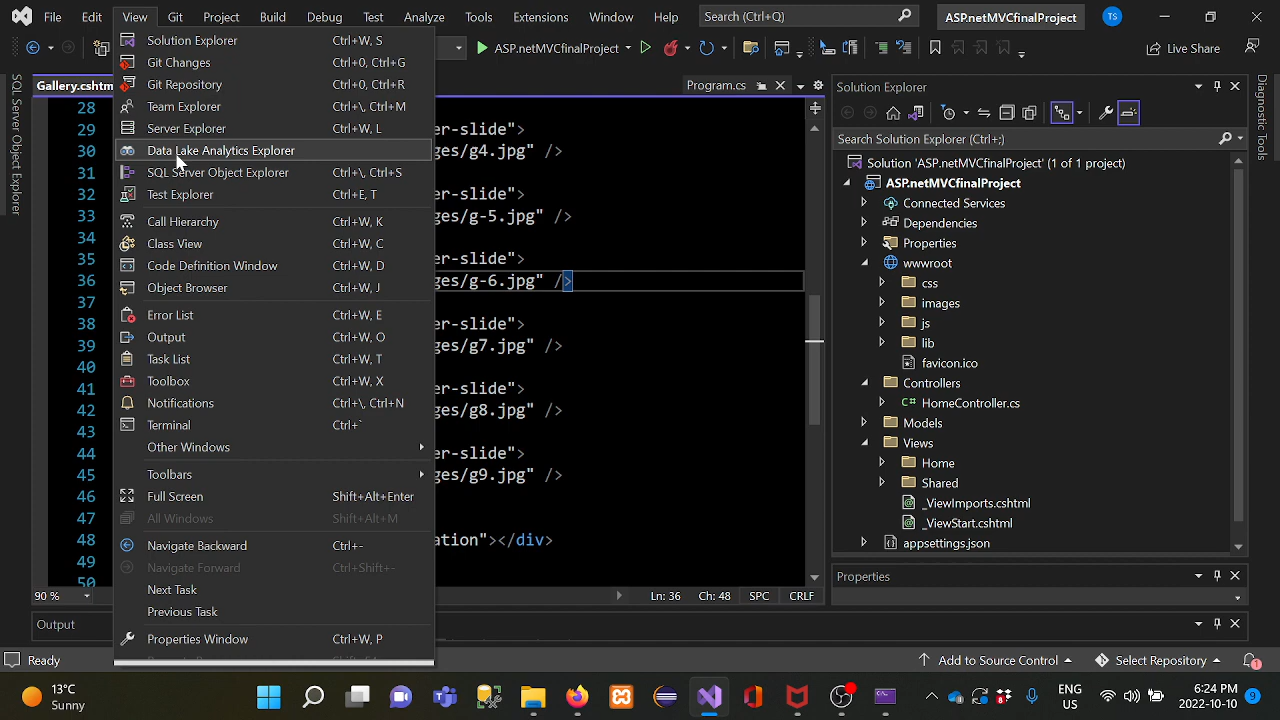 File Edit View Git Project Build Debug Test Analyze Tools Extensions Window Help Search (Ctrl+Q) ASP.netMVCfinalProject TS
ASP.netMVCfinalProject Live Share
SQL Server Object Explorer
Gallery.cshtm Program.cs
Solution Explorer Ctrl+W, S
Git Changes Ctrl+0, Ctrl+G
Git Repository Ctrl+0, Ctrl+R
Team Explorer Ctrl+\, Ctrl+M
Server Explorer Ctrl+W, L
Data Lake Analytics Explorer
SQL Server Object Explorer Ctrl+\, Ctrl+S
Test Explorer Ctrl+E, T
Call Hierarchy Ctrl+W, K
Class View Ctrl+W, C
Code Definition Window Ctrl+W, D
Object Browser Ctrl+W, J
Error List Ctrl+W, E
Output Ctrl+W, O
Task List Ctrl+W, T
Toolbox Ctrl+W, X
Notifications Ctrl+\, Ctrl+N
Terminal Ctrl+`
Other Windows
Toolbars
Full Screen Shift+Alt+Enter
All Windows Shift+Alt+M
Navigate Backward Ctrl+-
Navigate Forward Ctrl+Shift+-
Next Task
Previous Task
Properties Window Ctrl+W, P
28
29 er-slide">
30 ges/g4.jpg" />
31
32 er-slide">
33 ges/g-5.jpg" />
34
35 er-slide">
36 ges/g-6.jpg" />
37
38 er-slide">
39 ges/g7.jpg" />
40
41 er-slide">
42 ges/g8.jpg" />
43
44 er-slide">
45 ges/g9.jpg" />
46
47
48 ation"></div>
49
50
90 % Ln: 36 Ch: 48 SPC CRLF
Output
Solution Explorer
Search Solution Explorer (Ctrl+;)
Solution 'ASP.netMVCfinalProject' (1 of 1 project)
ASP.netMVCfinalProject
Connected Services
Dependencies
Properties
wwwroot
css
images
js
lib
favicon.ico
Controllers
C# HomeController.cs
Models
Views
Home
Shared
_ViewImports.cshtml
_ViewStart.cshtml
appsettings.json
Properties
Diagnostic Tools
Ready Add to Source Control Select Repository 1
13°C
Sunny
ENG
US
6:24 PM
2022-10-10
9